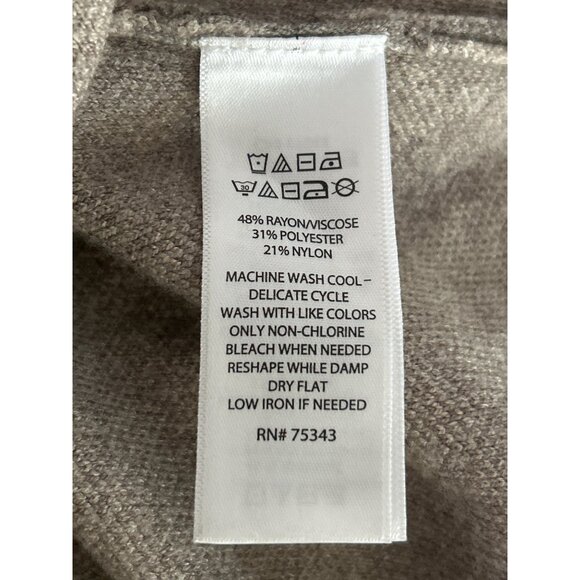 30
48% RAYON/VISCOSE
31% POLYESTER
21% NYLON
MACHINE WASH COOL –
DELICATE CYCLE
WASH WITH LIKE COLORS
ONLY NON-CHLORINE
BLEACH WHEN NEEDED
RESHAPE WHILE DAMP
DRY FLAT
LOW IRON IF NEEDED
RN# 75343